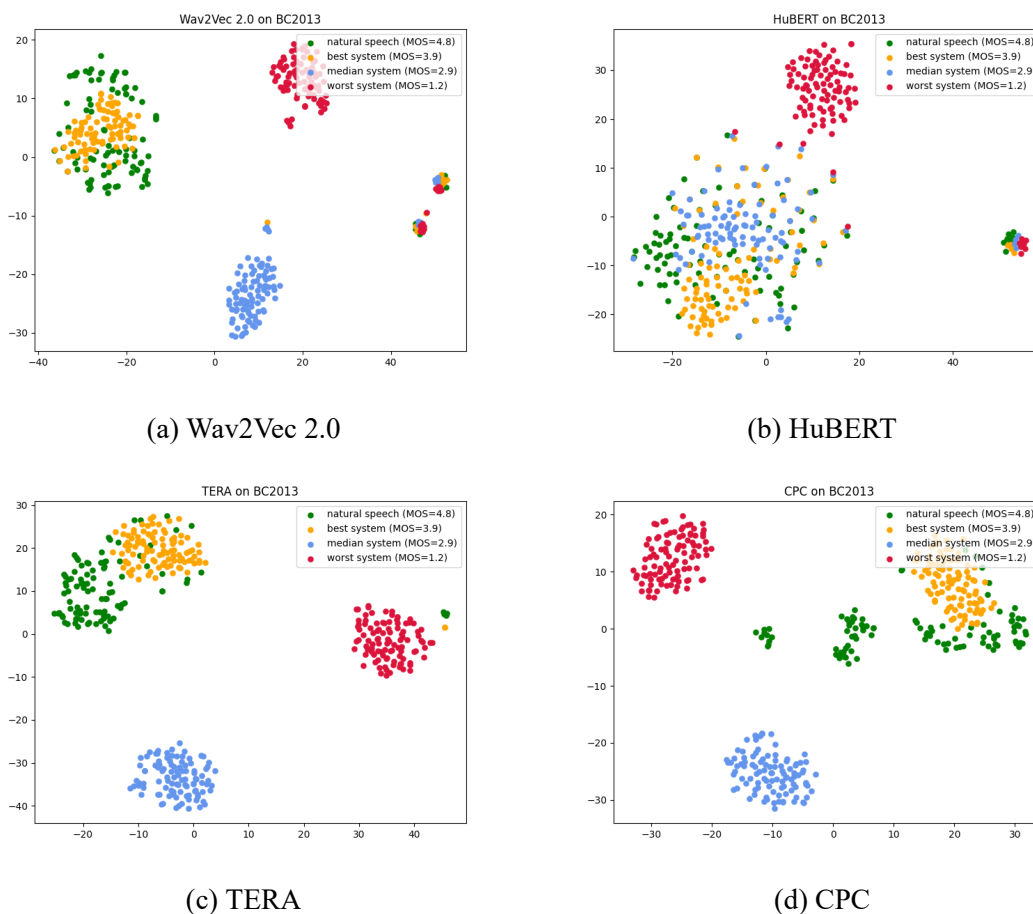 Wav2Vec 2.0 on BC2013
natural speech (MOS=4.8)
best system (MOS=3.9)
median system (MOS=2.9)
worst system (MOS=1.2)
20
10
0
−10
−20
−30
−40 −20 0 20 40
(a) Wav2Vec 2.0
HuBERT on BC2013
natural speech (MOS=4.8)
best system (MOS=3.9)
median system (MOS=2.9
worst system (MOS=1.2)
30
20
10
0
−10
−20
−20 0 20 40
(b) HuBERT
TERA on BC2013
natural speech (MOS=4.8)
best system (MOS=3.9)
median system (MOS=2.9)
worst system (MOS=1.2)
30
20
10
0
−10
−20
−30
−40
−20 −10 0 10 20 30 40
(c) TERA
CPC on BC2013
natural speech (MOS=4.8)
best system (MOS=3.9)
median system (MOS=2.9
worst system (MOS=1.2)
20
10
0
−10
−20
−30
−30 −20 −10 0 10 20 30
(d) CPC